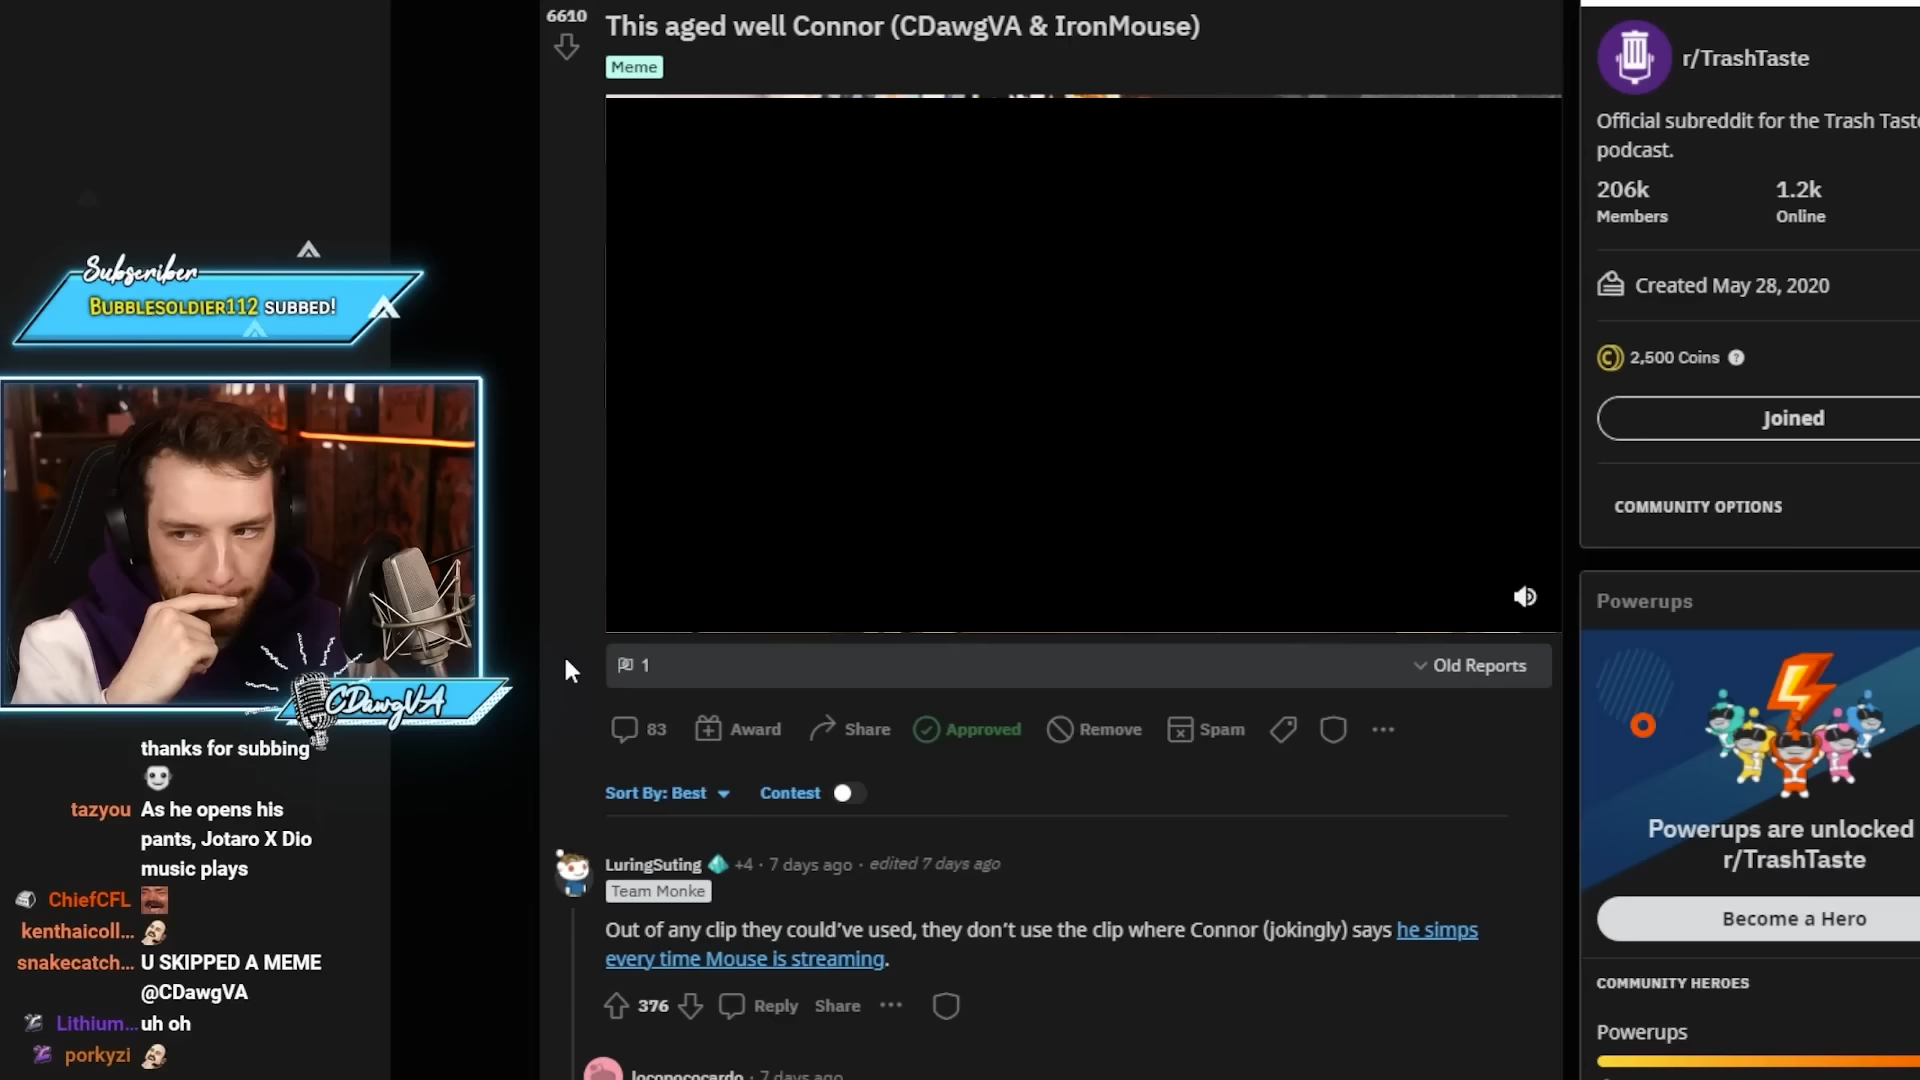 6610
This aged well Connor (CDawgVA & IronMouse)
Meme
r/TrashTaste
Official subreddit for the Trash Taste
podcast.
206k
1.2k
Members
Online
Created May 28, 2020
2,500 Coins
Joined
COMMUNITY OPTIONS
Powerups
Powerups are unlocked
r/TrashTaste
Become a Hero
COMMUNITY HEROES
Powerups
Subscriber
BUBBLESOLDIER112 SUBBED!
CDawgVA
thanks for subbing
tazyou As he opens his
pants, Jotaro X Dio
music plays
ChiefCFL
kenthaicoll...
snakecatch... U SKIPPED A MEME
@CDawgVA
Lithium... uh oh
porkyzi
1
Old Reports
83 Award Share Approved Remove Spam
Sort By: Best Contest
LuringSuting +4 · 7 days ago · edited 7 days ago
Team Monke
Out of any clip they could've used, they don't use the clip where Connor (jokingly) says he simps
every time Mouse is streaming.
376 Reply Share
7 days ago